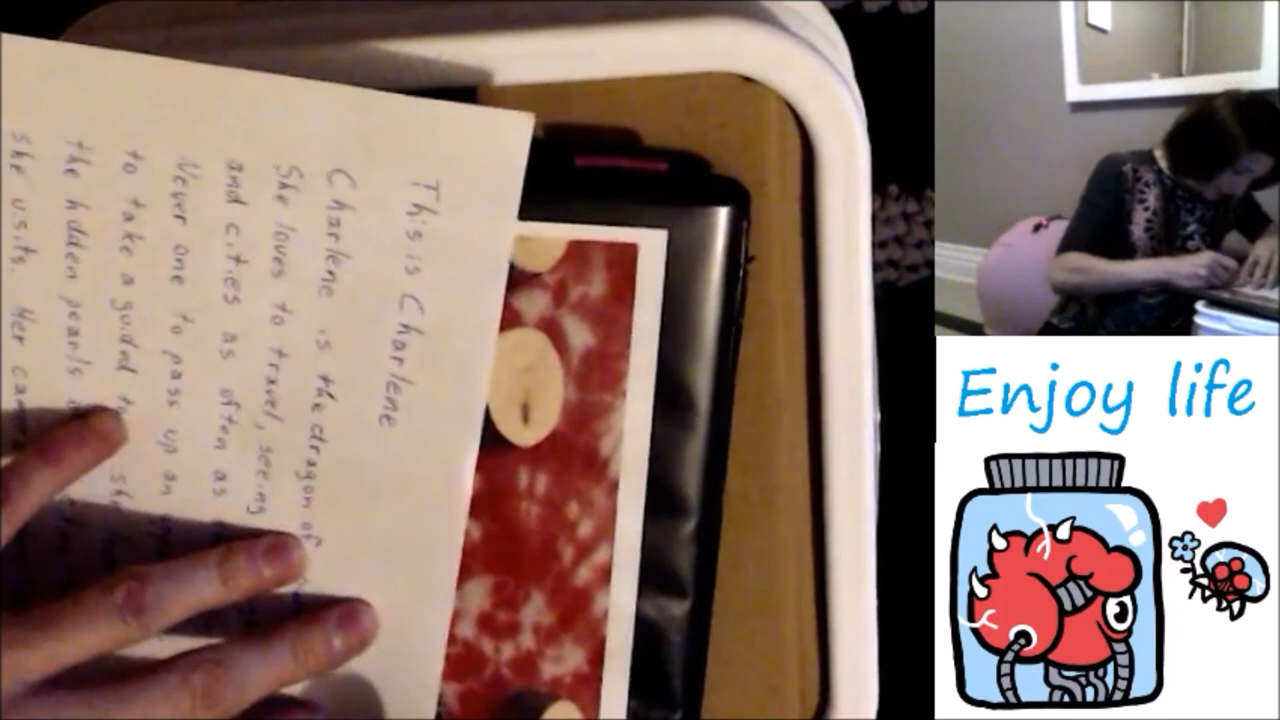 This is Charlene
Charlene is the dragon of
She loves to travel, seeing
and cities as often as
Never one to pass up an
to take a guided
the hidden pearls
she visits. Her camera
Enjoy life